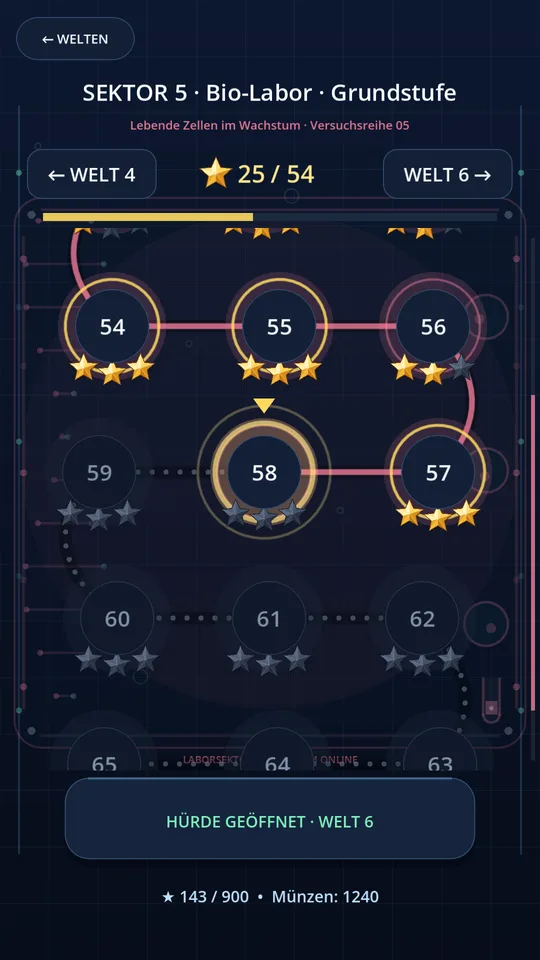 ← WELTEN
SEKTOR 5 · Bio-Labor · Grundstufe
Lebende Zellen im Wachstum · Versuchsreihe 05
← WELT 4
25 / 54
WELT 6 →
54
55
56
59
58
57
60
61
62
65
64
63
LABORSEKT
ONLINE
HÜRDE GEÖFFNET · WELT 6
★ 143 / 900 • Münzen: 1240